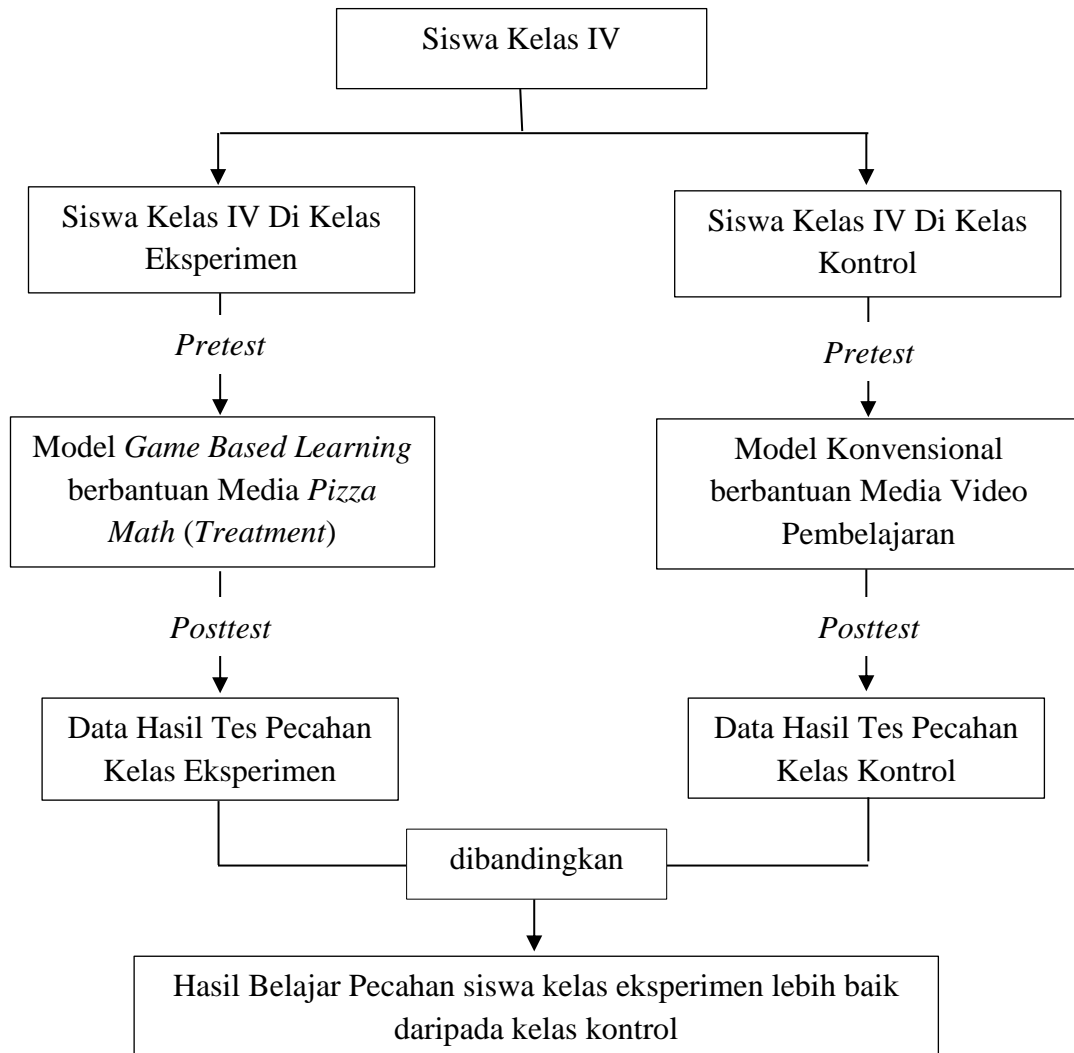 Siswa Kelas IV
Siswa Kelas IV Di Kelas
Eksperimen
Siswa Kelas IV Di Kelas
Kontrol
Pretest
Pretest
Model Game Based Learning
berbantuan Media Pizza
Math (Treatment)
Model Konvensional
berbantuan Media Video
Pembelajaran
Posttest
Posttest
Data Hasil Tes Pecahan
Kelas Eksperimen
Data Hasil Tes Pecahan
Kelas Kontrol
dibandingkan
Hasil Belajar Pecahan siswa kelas eksperimen lebih baik
daripada kelas kontrol